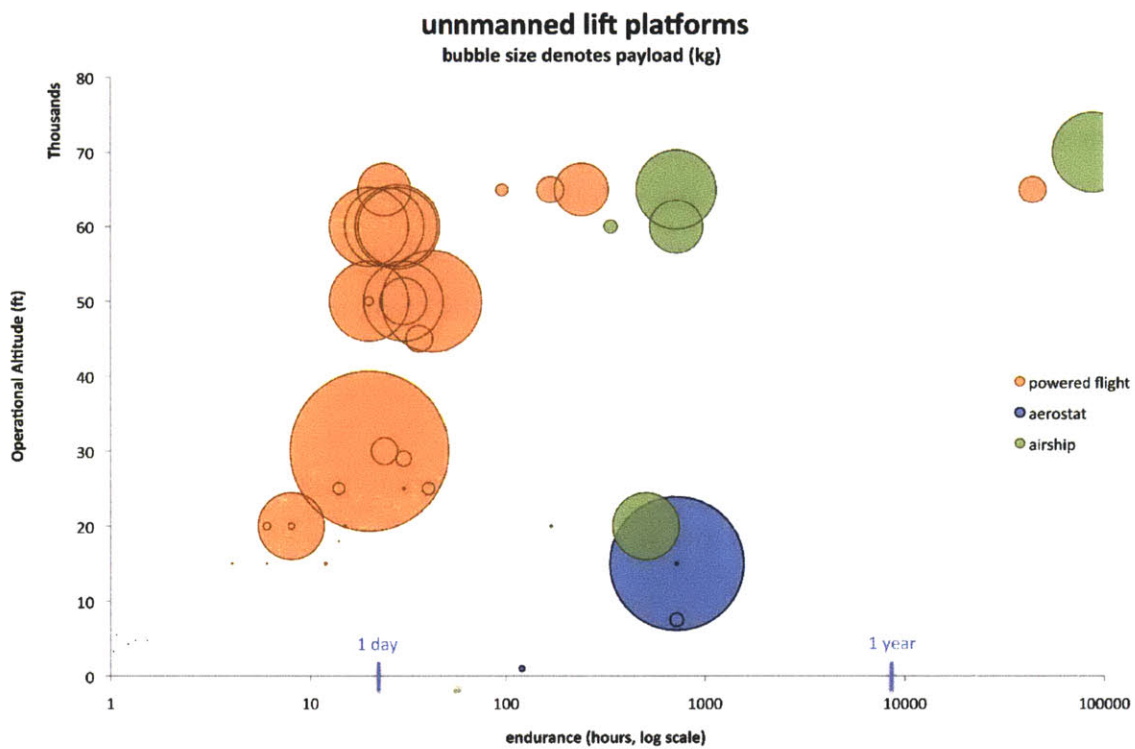 unnmanned lift platforms
bubble size denotes payload (kg)
Thousands
Operational Altitude (ft)
80
70
60
50
40
30
20
10
0
1 day
1 year
powered flight
aerostat
airship
1
10
100
1000
10000
100000
endurance (hours, log scale)